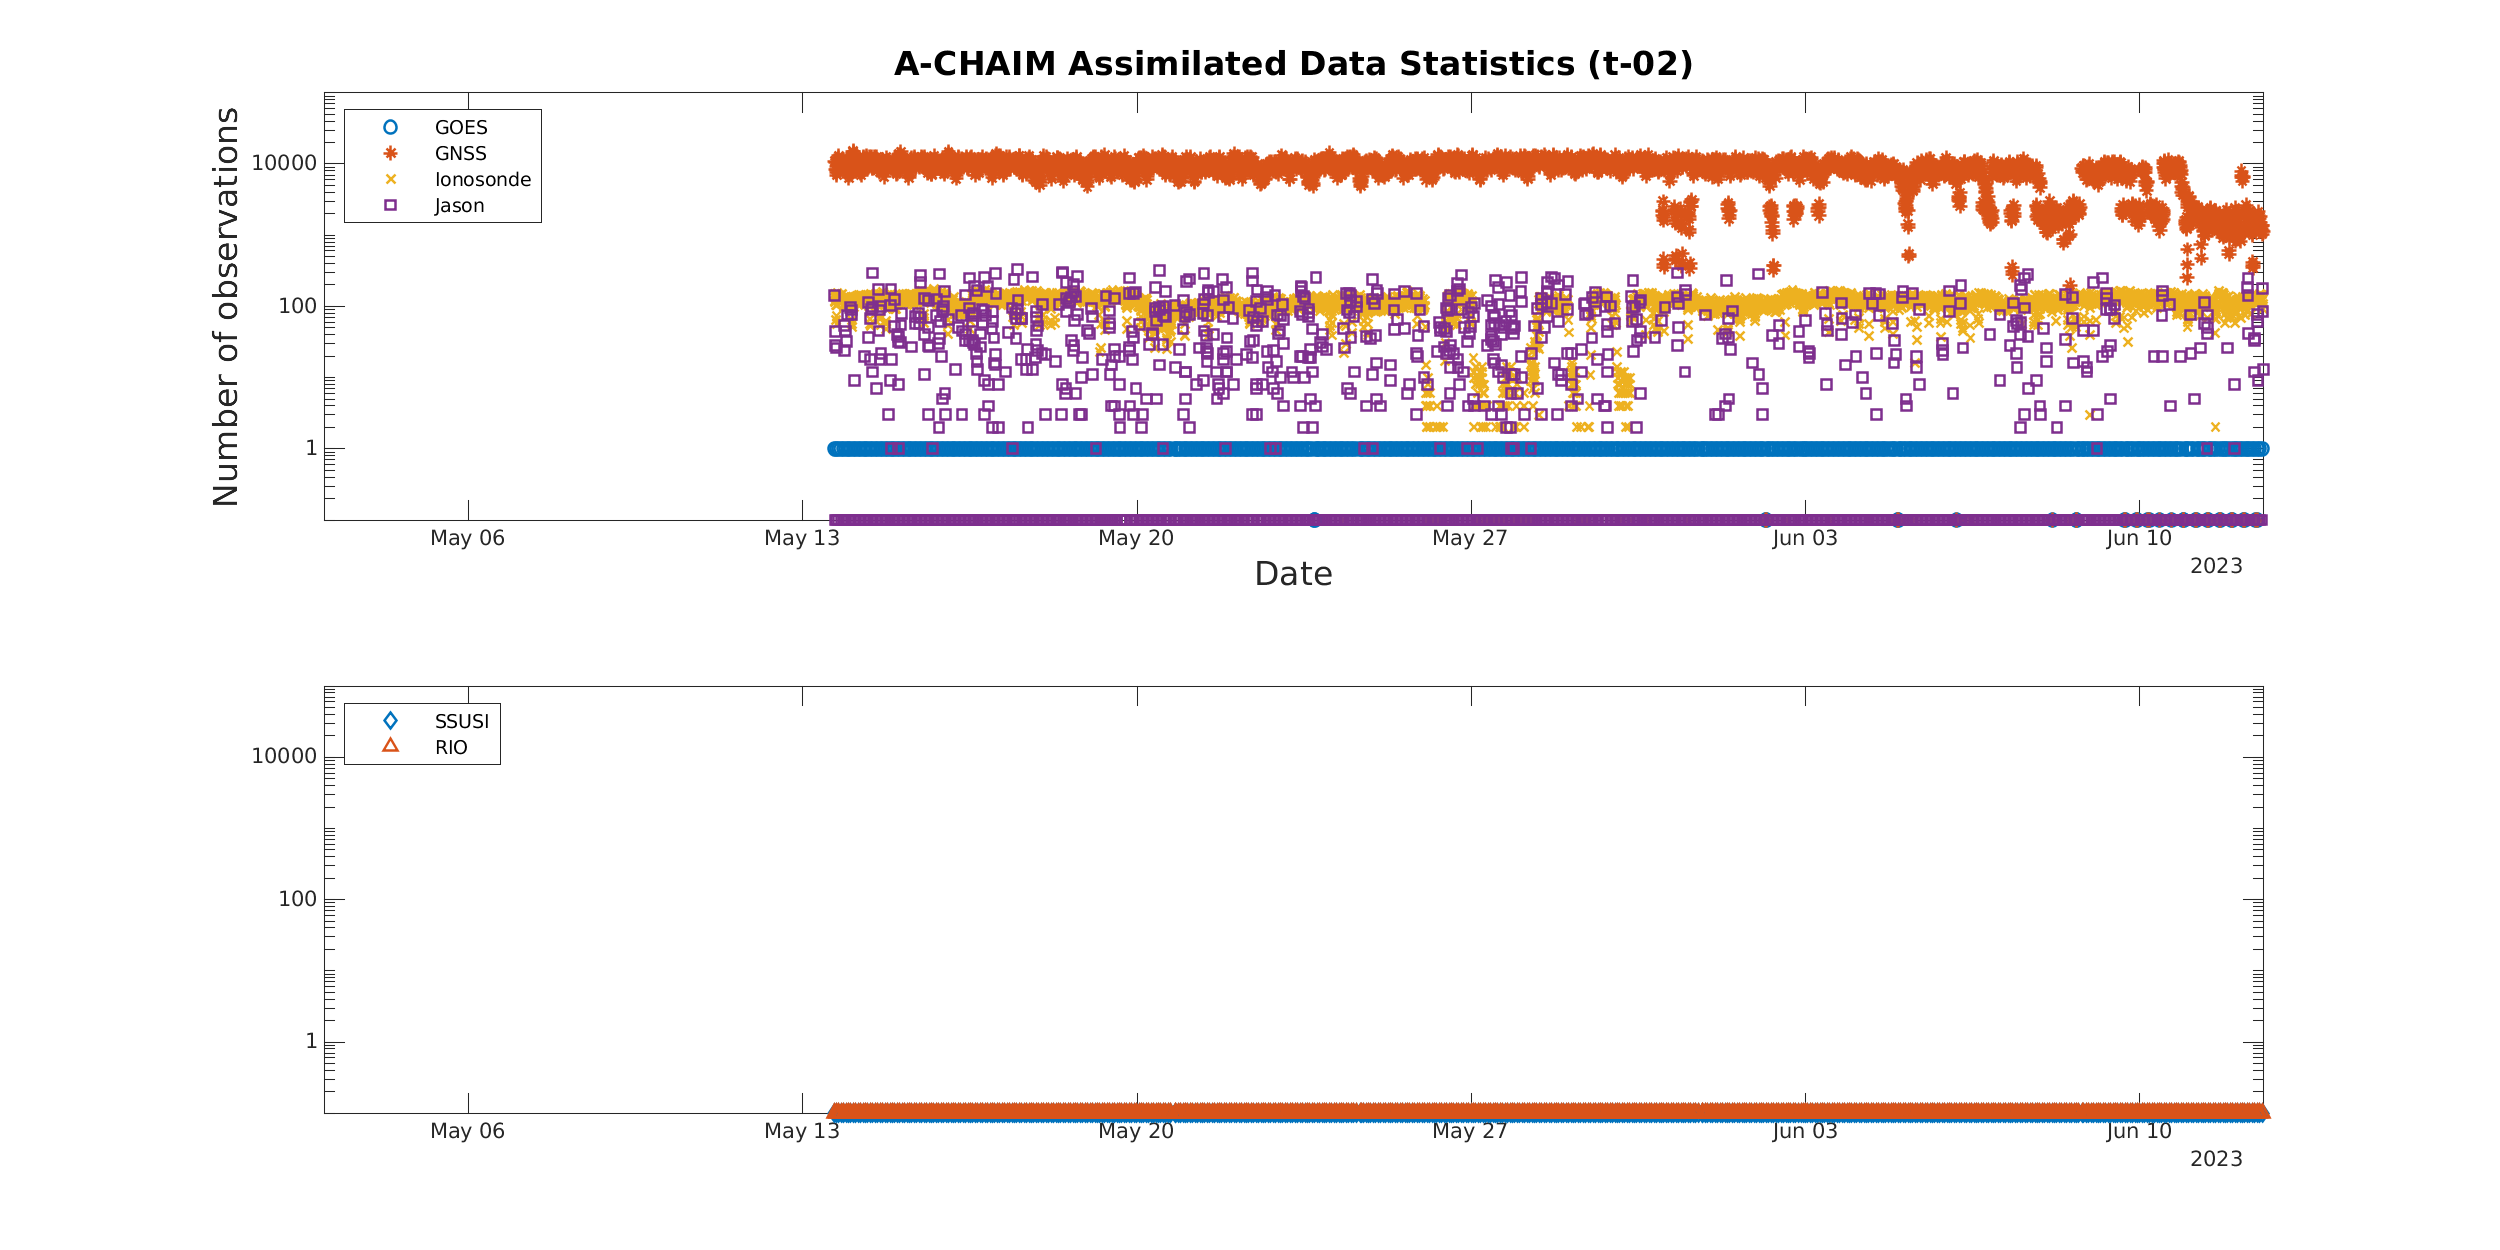 A-CHAIM Assimilated Data Statistics (t-02)
Number of observations
10000
100
1
GOES
GNSS
Ionosonde
Jason
May 06
May 13
May 20
May 27
Jun 03
Jun 10
2023
Date
10000
100
1
SSUSI
RIO
May 06
May 13
May 20
May 27
Jun 03
Jun 10
2023